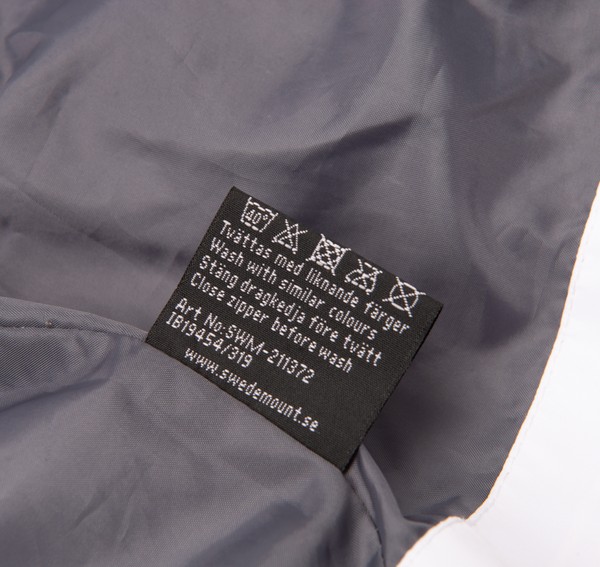 40°
Tvättas med liknande färger
Wash with similar colours
Stäng dragkedja före tvätt
Close zipper before wash
Art No:SWM-211372
IB19454/319
www.swedemount.se